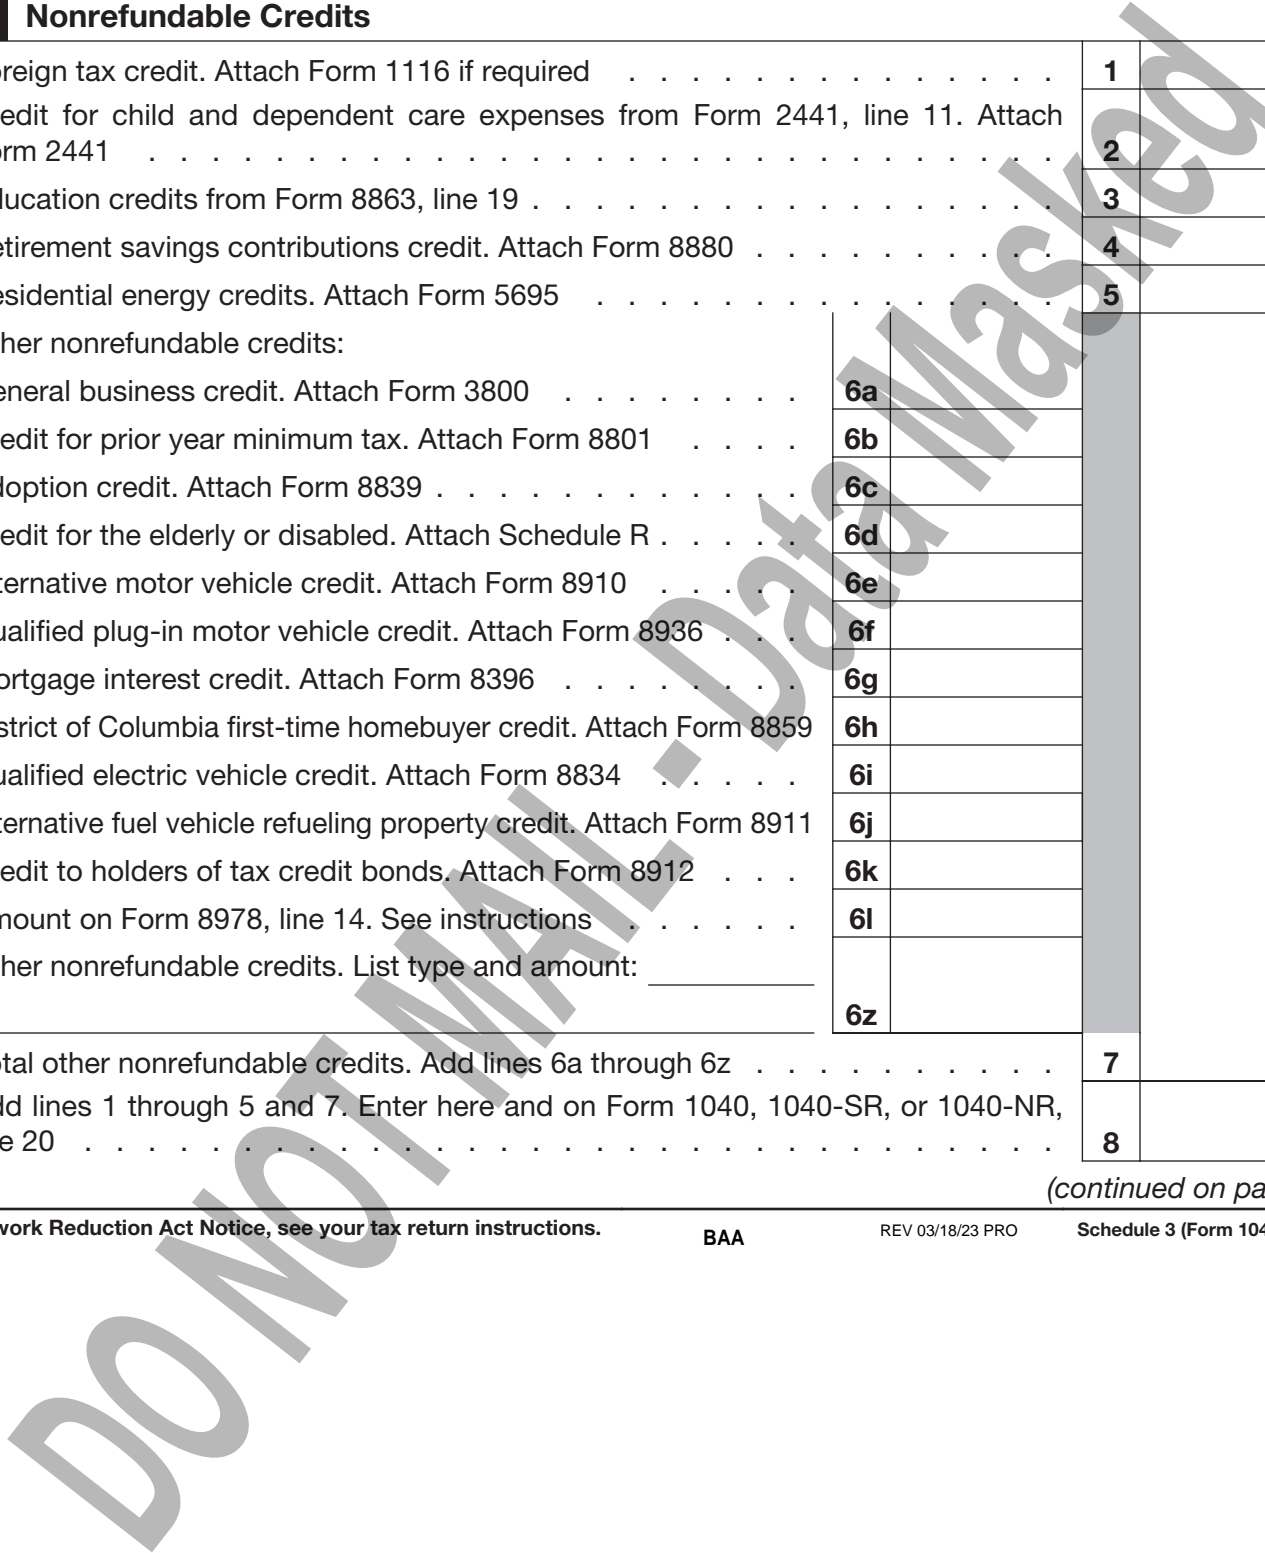 Nonrefundable Credits
reign tax credit. Attach Form 1116 if required . . . . . . . . . . . . . . 1
edit for child and dependent care expenses from Form 2441, line 11. Attach
rm 2441 . . . . . . . . . . . . . . . . . . . . . . . . . . . . . 2
ucation credits from Form 8863, line 19 . . . . . . . . . . . . . . . . . 3
etirement savings contributions credit. Attach Form 8880 . . . . . . . . . . 4
esidential energy credits. Attach Form 5695 . . . . . . . . . . . . . . . 5
her nonrefundable credits:
eneral business credit. Attach Form 3800 . . . . . . . . 6a
edit for prior year minimum tax. Attach Form 8801 . . . . 6b
doption credit. Attach Form 8839 . . . . . . . . . . . . 6c
edit for the elderly or disabled. Attach Schedule R . . . . . 6d
ternative motor vehicle credit. Attach Form 8910 . . . . . 6e
ualified plug-in motor vehicle credit. Attach Form 8936 . . . 6f
ortgage interest credit. Attach Form 8396 . . . . . . . . 6g
strict of Columbia first-time homebuyer credit. Attach Form 8859 6h
ualified electric vehicle credit. Attach Form 8834 . . . . . 6i
ternative fuel vehicle refueling property credit. Attach Form 8911 6j
edit to holders of tax credit bonds. Attach Form 8912 . . . 6k
mount on Form 8978, line 14. See instructions . . . . . . 6l
her nonrefundable credits. List type and amount:
6z
otal other nonrefundable credits. Add lines 6a through 6z . . . . . . . . . . 7
dd lines 1 through 5 and 7. Enter here and on Form 1040, 1040-SR, or 1040-NR,
e 20 . . . . . . . . . . . . . . . . . . . . . . . . . . . . . . . 8
(continued on pa
work Reduction Act Notice, see your tax return instructions. BAA REV 03/18/23 PRO Schedule 3 (Form 104
DO NOT MAIL - Data Masked